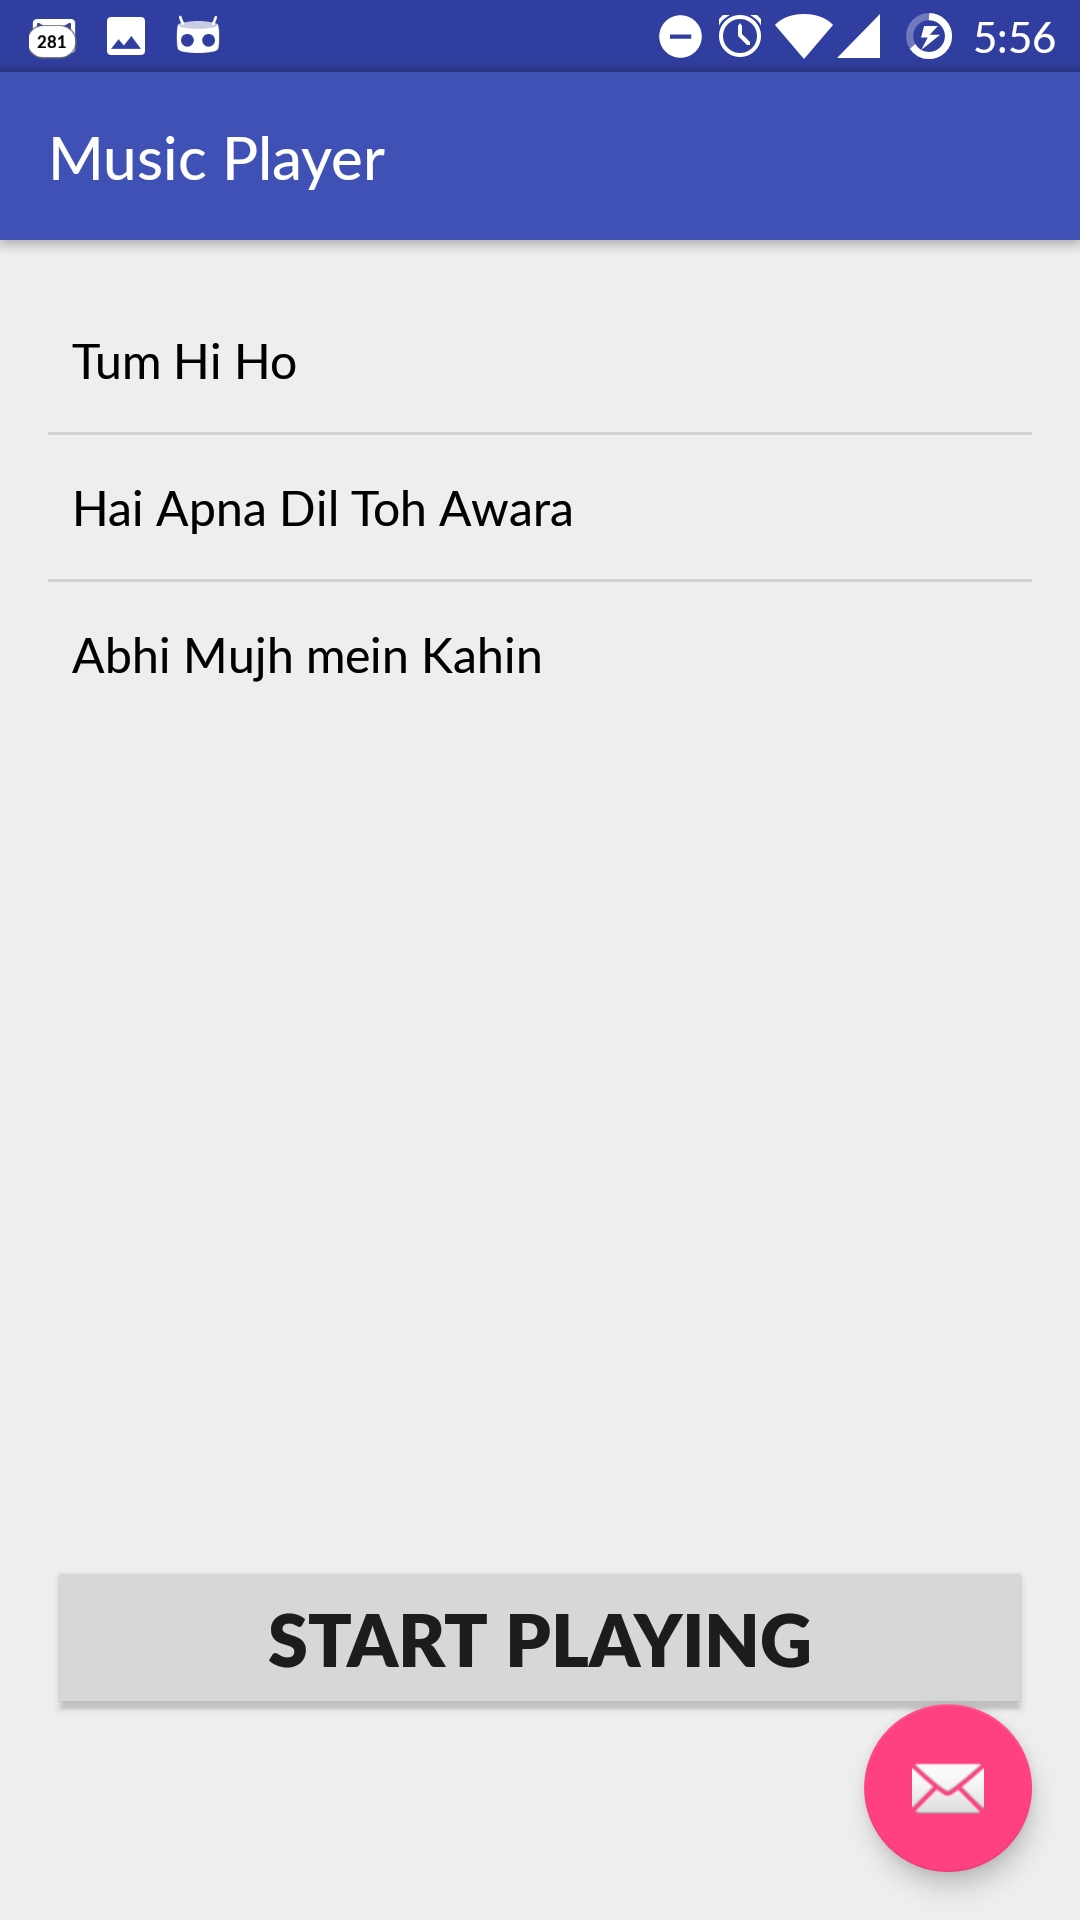 281
5:56
Music Player
Tum Hi Ho
Hai Apna Dil Toh Awara
Abhi Mujh mein Kahin
START PLAYING